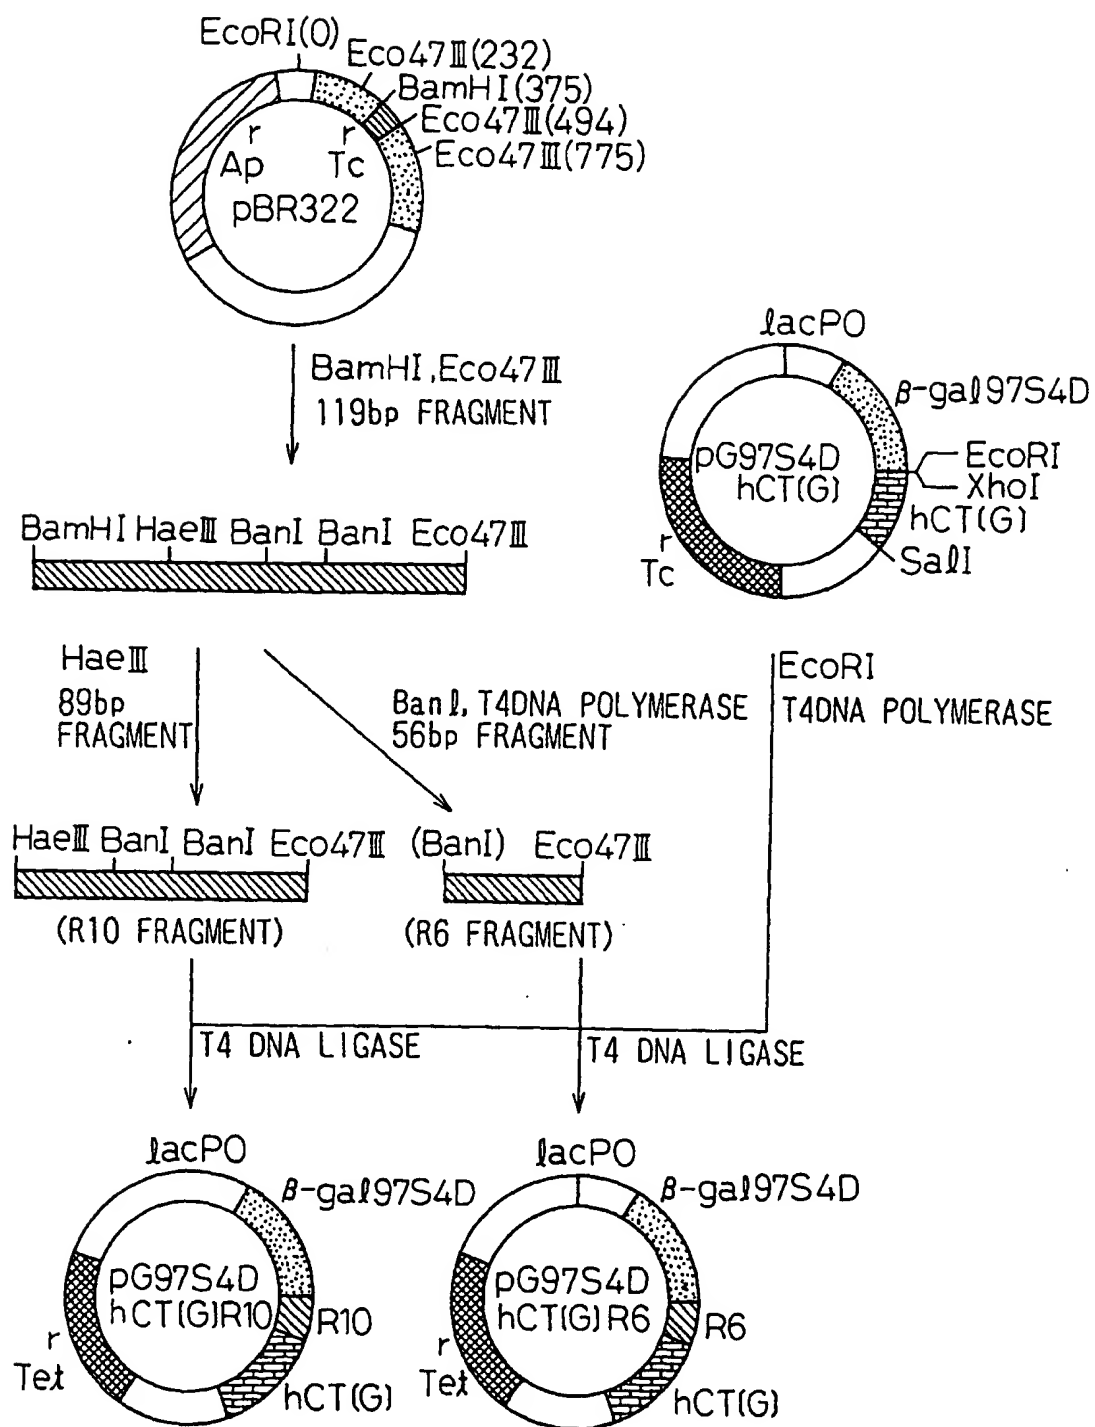 EcoRI(0)
Eco47Ⅲ(232)
BamHI(375)
Eco47Ⅲ(494)
Eco47Ⅲ(775)
r
Ap
r
Tc
pBR322
BamHI,Eco47Ⅲ
119bp FRAGMENT
lacPO
β-gal97S4D
EcoRI
XhoI
hCT(G)
SalI
pG97S4D
hCT(G)
r
Tc
BamHI HaeⅢ BanI BanI Eco47Ⅲ
HaeⅢ
89bp
FRAGMENT
BanI, T4DNA POLYMERASE
56bp FRAGMENT
EcoRI
T4DNA POLYMERASE
HaeⅢ BanI BanI Eco47Ⅲ
(R10 FRAGMENT)
(BanI) Eco47Ⅲ
(R6 FRAGMENT)
T4 DNA LIGASE
T4 DNA LIGASE
lacPO
β-gal97S4D
pG97S4D
hCT(G)R10
R10
r
Tet
hCT(G)
lacPO
β-gal97S4D
pG97S4D
hCT(G)R6
R6
r
Tet
hCT(G)